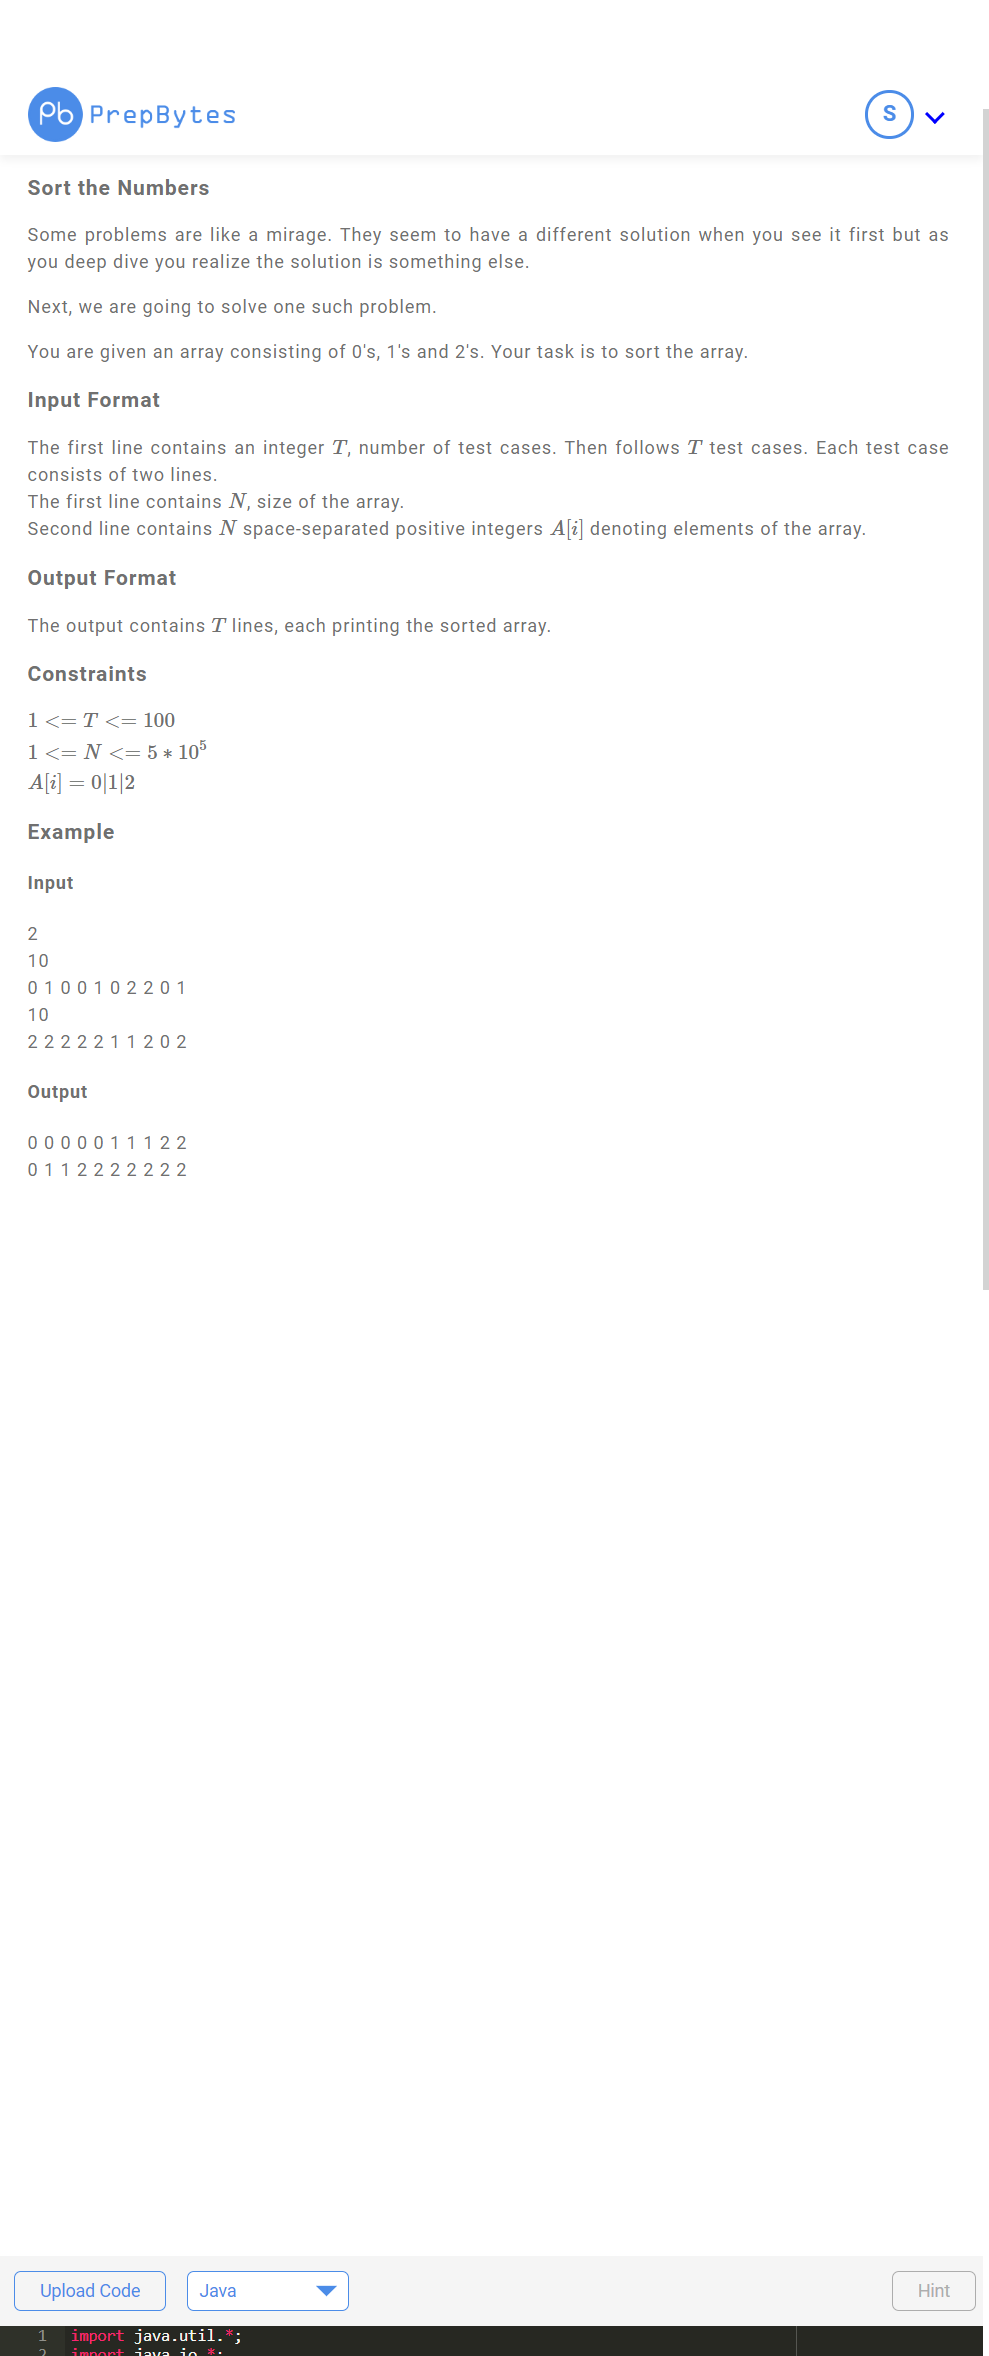 Pb PrepBytes S
Sort the Numbers
Some problems are like a mirage. They seem to have a different solution when you see it first but as
you deep dive you realize the solution is something else.
Next, we are going to solve one such problem.
You are given an array consisting of 0's, 1's and 2's. Your task is to sort the array.
Input Format
The first line contains an integer T, number of test cases. Then follows T test cases. Each test case
consists of two lines.
The first line contains N, size of the array.
Second line contains N space-separated positive integers A[i] denoting elements of the array.
Output Format
The output contains T lines, each printing the sorted array.
Constraints
1 <= T <= 100
1 <= N <= 5 * 10^5
A[i] = 0|1|2
Example
Input
2
10
0 1 0 0 1 0 2 2 0 1
10
2 2 2 2 2 1 1 2 0 2
Output
0 0 0 0 0 1 1 1 2 2
0 1 1 2 2 2 2 2 2 2
Upload Code Java Hint
1 import java.util.*;
2 import java.io.*;